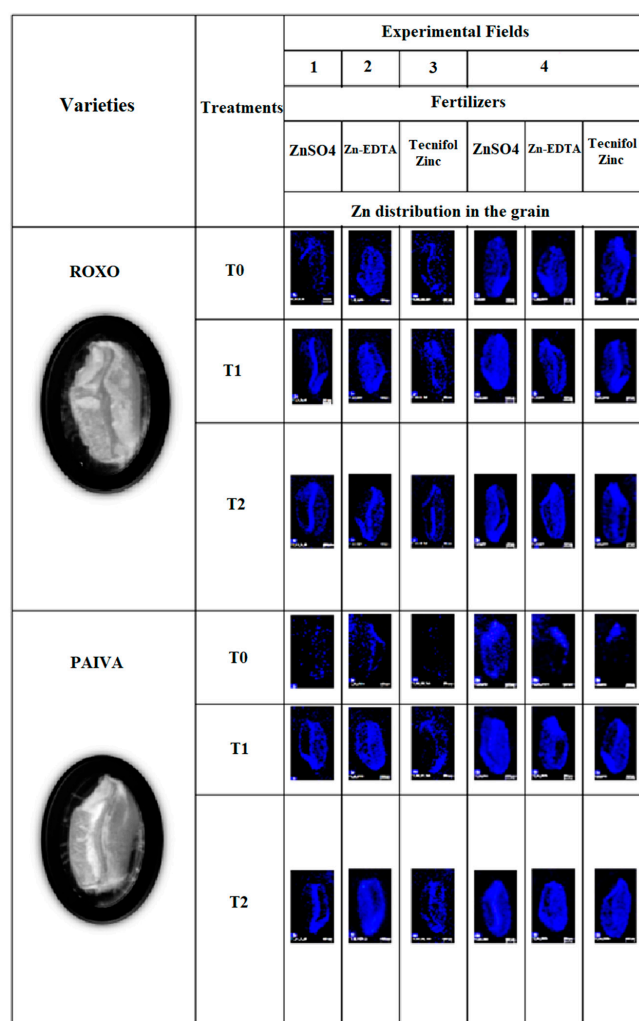 Experimental Fields
1 2 3 4
Varieties Treatments Fertilizers
ZnSO4 Zn-EDTA Tecnifol Zinc ZnSO4 Zn-EDTA Tecnifol Zinc
Zn distribution in the grain
ROXO T0
T1
T2
PAIVA T0
T1
T2